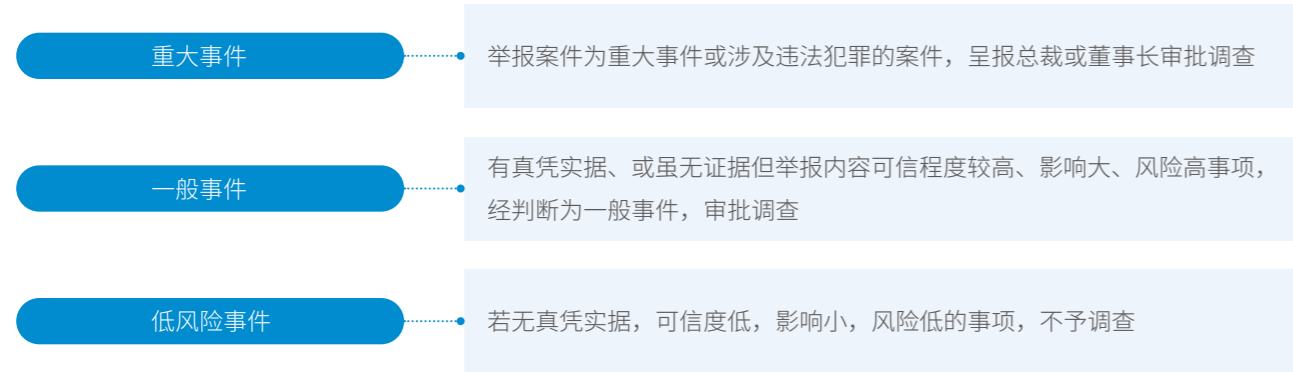 重大事件
举报案件为重大事件或涉及违法犯罪的案件，呈报总裁或董事长审批调查
一般事件
有真凭实据、或虽无证据但举报内容可信程度较高、影响大、风险高事项，
经判断为一般事件，审批调查
低风险事件
若无真凭实据，可信度低，影响小，风险低的事项，不予调查